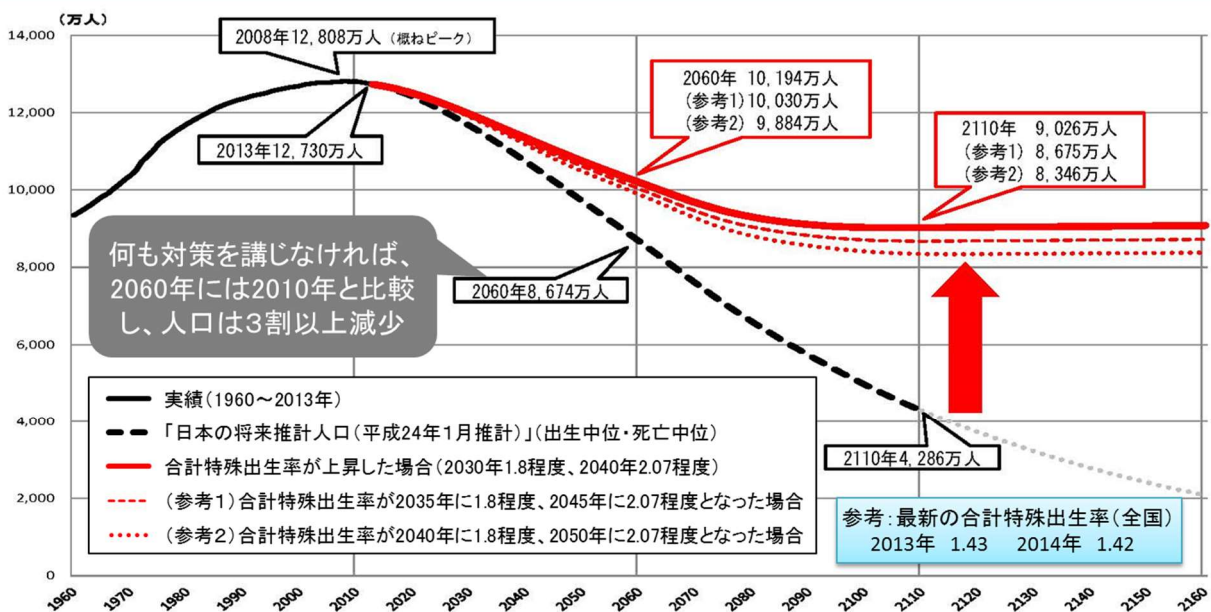 (万人)
14,000
12,000
10,000
8,000
6,000
4,000
2,000
0
2008年12,808万人（概ねピーク）
2013年12,730万人
2060年 10,194万人
(参考1) 10,030万人
(参考2) 9,884万人
2110年 9,026万人
(参考1) 8,675万人
(参考2) 8,346万人
何も対策を講じなければ、
2060年には2010年と比較
し、人口は３割以上減少
2060年8,674万人
実績（1960～2013年）
「日本の将来推計人口（平成24年１月推計）」（出生中位・死亡中位）
合計特殊出生率が上昇した場合（2030年1.8程度、2040年2.07程度）
（参考１）合計特殊出生率が2035年に1.8程度、2045年に2.07程度となった場合
（参考２）合計特殊出生率が2040年に1.8程度、2050年に2.07程度となった場合
2110年4,286万人
参考：最新の合計特殊出生率（全国）
2013年 1.43 2014年 1.42
1960 1970 1980 1990 2000 2010 2020 2030 2040 2050 2060 2070 2080 2090 2100 2110 2120 2130 2140 2150 2160